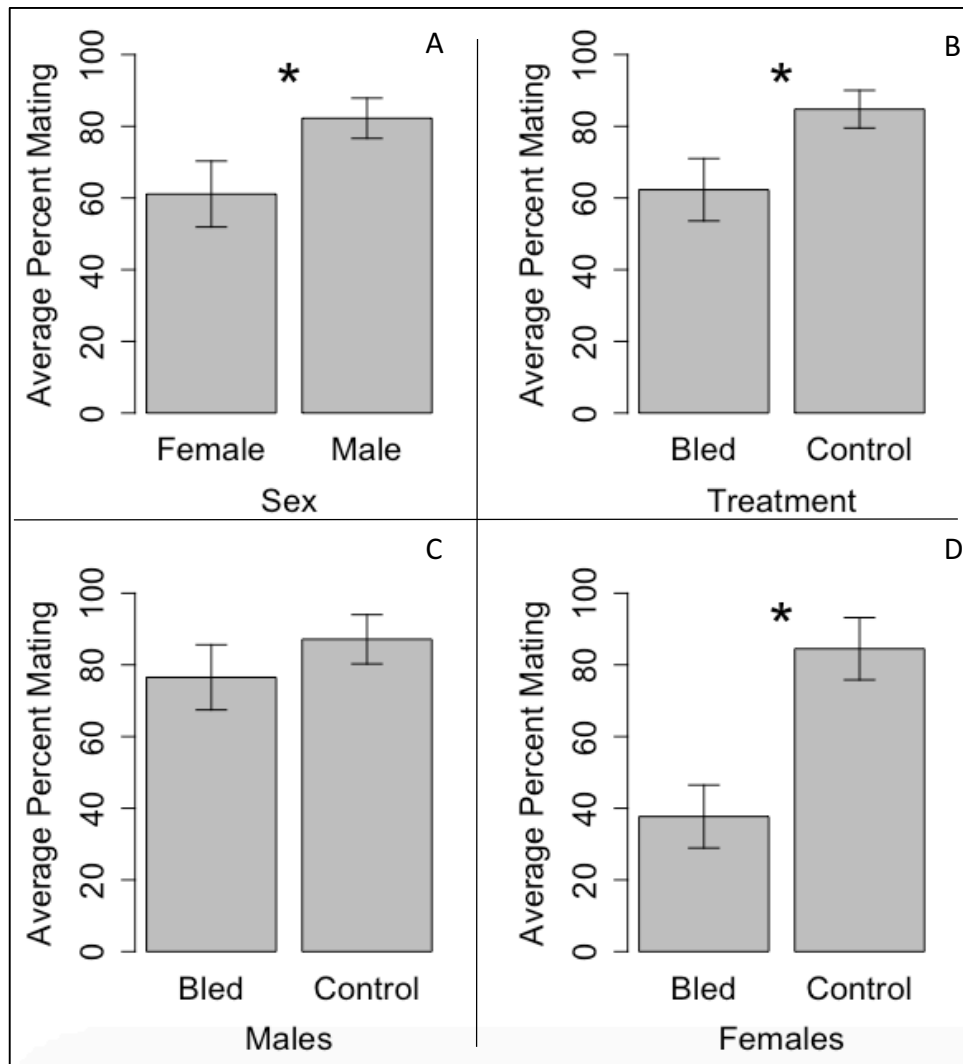 A
Average Percent Mating
100
80
60
40
20
0
*
Female Male
Sex
B
Average Percent Mating
100
80
60
40
20
0
*
Bled Control
Treatment
C
Average Percent Mating
100
80
60
40
20
0
Bled Control
Males
D
Average Percent Mating
100
80
60
40
20
0
*
Bled Control
Females